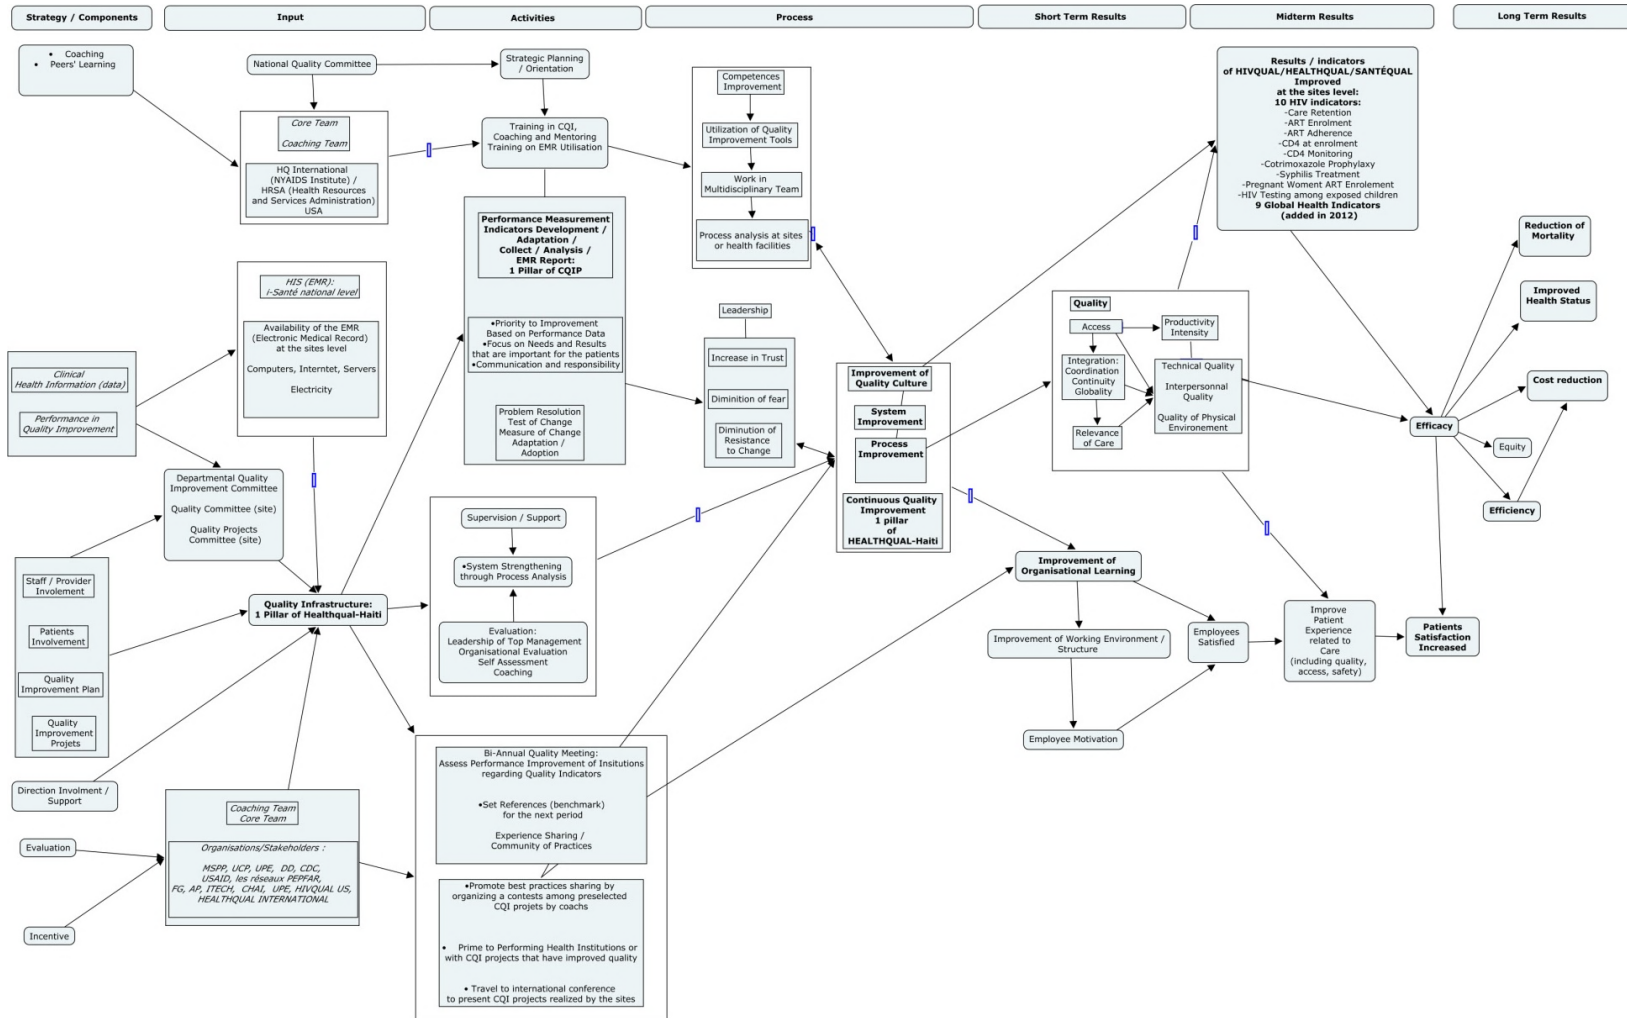 Strategy / Components
Input
Activities
Process
Short Term Results
Midterm Results
Long Term Results
• Coaching
• Peers' Learning
Clinical
Health Information (data)
Performance in
Quality Improvement
Staff / Provider
Involement
Patients
Involvement
Quality
Improvement Plan
Quality
Improvement
Projets
Direction Involment /
Support
Evaluation
Incentive
National Quality Committee
Core Team
Coaching Team
HQ International
(NYAIDS Institute) /
HRSA (Health Resources
and Services Administration)
USA
HIS (EMR):
i-Santé national level
Availability of the EMR
(Electronic Medical Record)
at the sites level
Computers, Interntet, Servers
Electricity
Departmental Quality
Improvement Committee
Quality Committee (site)
Quality Projects
Committee (site)
Quality Infrastructure:
1 Pillar of Healthqual-Haiti
Coaching Team
Core Team
Organisations/Stakeholders :
MSPP, UCP, UPE, DD, CDC,
USAID, les réseaux PEPFAR,
FG, AP, ITECH, CHAI, UPE, HIVQUAL US,
HEALTHQUAL INTERNATIONAL
Strategic Planning
/ Orientation
Training in CQI,
Coaching and Mentoring
Training on EMR Utilisation
Performance Measurement
Indicators Development /
Adaptation /
Collect / Analysis /
EMR Report:
1 Pillar of CQIP
•Priority to Improvement
Based on Performance Data
•Focus on Needs and Results
that are important for the patients
•Communication and responsibility
Problem Resolution
Test of Change
Measure of Change
Adaptation /
Adoption
Supervision / Support
•System Strengthening
through Process Analysis
Evaluation:
Leadership of Top Management
Organisational Evaluation
Self Assessment
Coaching
Bi-Annual Quality Meeting:
Assess Performance Improvement of Insitutions
regarding Quality Indicators
•Set References (benchmark)
for the next period
Experience Sharing /
Community of Practices
•Promote best practices sharing by
organizing a contests among preselected
CQI projets by coachs
• Prime to Performing Health Institutions or
with CQI projects that have improved quality
• Travel to international conference
to present CQI projects realized by the sites
Competences
Improvement
Utilization of Quality
Improvement Tools
Work in
Multidisciplinary Team
Process analysis at sites
or health facilities
Leadership
Increase in Trust
Diminition of fear
Diminution of
Resistance
to Change
Improvement of
Quality Culture
System
Improvement
Process
Improvement
Continuous Quality
Improvement
1 pillar
of
HEALTHQUAL-Haiti
Quality
Access
Productivity
Intensity
Integration:
Coordination
Continuity
Globality
Relevance
of Care
Technical Quality
Interpersonnal
Quality
Quality of Physical
Environement
Improvement of
Organisational Learning
Improvement of Working Environment /
Structure
Employees
Satisfied
Employee Motivation
Results / indicators
of HIVQUAL/HEALTHQUAL/SANTÉQUAL
Improved
at the sites level:
10 HIV indicators:
-Care Retention
-ART Enrolment
-ART Adherence
-CD4 at enrolment
-CD4 Monitoring
-Cotrimoxazole Prophylaxy
-Syphilis Treatment
-Pregnant Women ART Enrolement
-HIV Testing among exposed children
9 Global Health Indicators
(added in 2012)
Improve
Patient
Experience
related to
Care
(including quality,
access, safety)
Reduction of
Mortality
Improved
Health Status
Cost reduction
Efficacy
Equity
Efficiency
Patients
Satisfaction
Increased